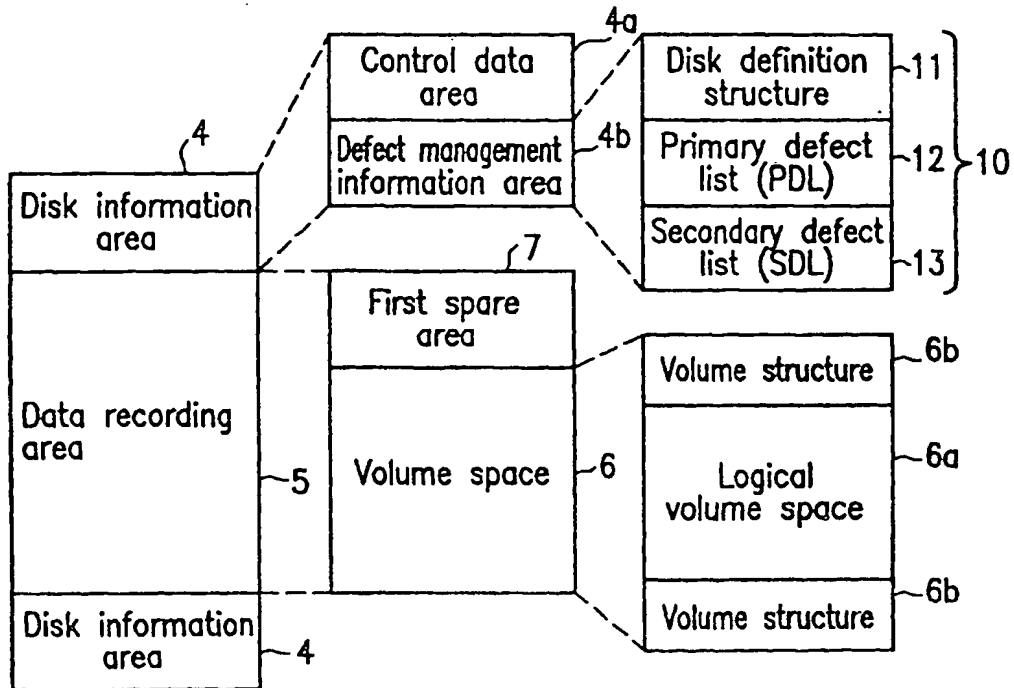 4
Disk information
area
Data recording
area
5
Disk information
area
4
4a
Control data
area
Defect management
information area
4b
7
First spare
area
Volume space
6
Disk definition
structure
11
Primary defect
list (PDL)
12
Secondary defect
list (SDL)
13
10
Volume structure
6b
Logical
volume space
6a
Volume structure
6b